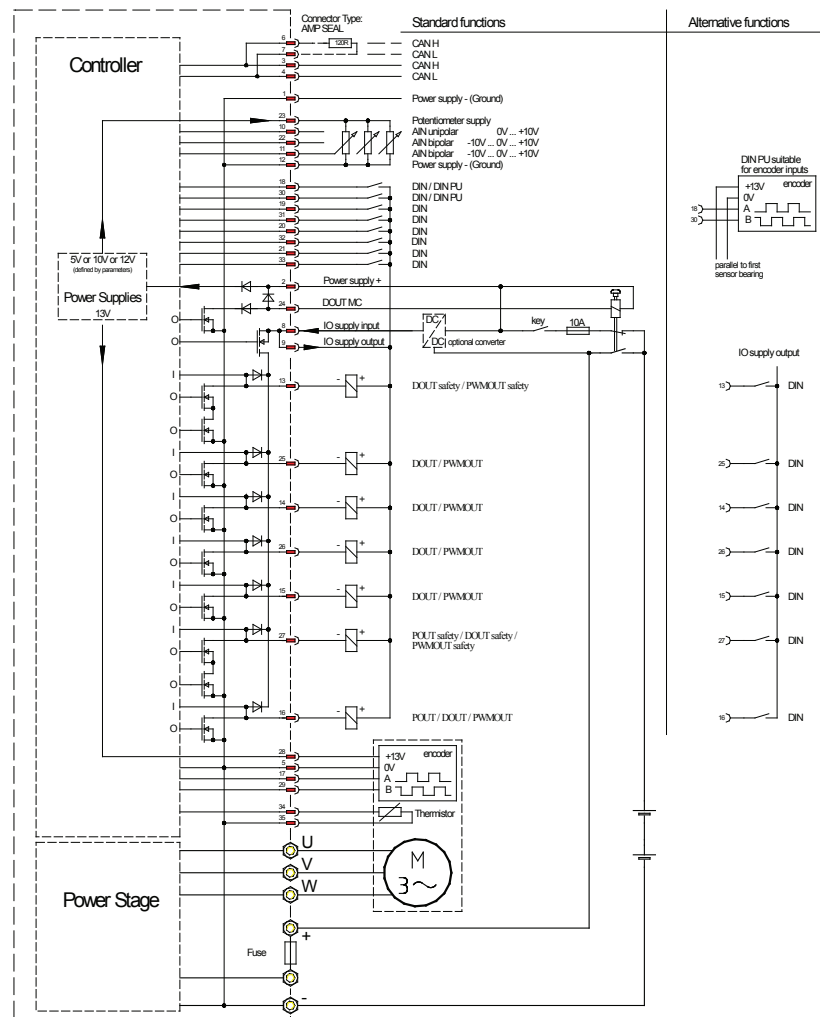 Connector Type:
AMP SEAL
Standard functions
Alternative functions
Controller
6
120R
CAN H
7
CAN L
3
CAN H
4
CAN L
1
Power supply - (Ground)
23
Potentiometer supply
10
AIN unipolar 0V ... +10V
22
AIN bipolar -10V ... 0V ... +10V
11
AIN bipolar -10V ... 0V ... +10V
12
Power supply - (Ground)
18
DIN / DIN PU
30
DIN / DIN PU
19
DIN
31
DIN
20
DIN
32
DIN
21
DIN
33
DIN
DIN PU suitable
for encoder inputs
+13V encoder
0V
18 A
30 B
parallel to first
sensor bearing
5V or 10V or 12V
(defined by parameters)
Power Supplies
13V
2
Power supply +
24
DOUT MC
O
8
IO supply input
DC
DC
optional converter
key
10A
O
9
IO supply output
IO supply output
I
13
- +
DOUT safety / PWMOUT safety
13 DIN
O
O
I
25
- +
DOUT / PWMOUT
25 DIN
O
I
14
- +
DOUT / PWMOUT
14 DIN
O
I
26
- +
DOUT / PWMOUT
26 DIN
O
I
15
- +
DOUT / PWMOUT
15 DIN
O
I
27
- +
POUT safety / DOUT safety /
PWMOUT safety
27 DIN
O
O
I
16
- +
POUT / DOUT / PWMOUT
16 DIN
O
28
+13V encoder
5
0V
17
A
29
B
34
Thermistor
35
U
V
W
M
3~
Power Stage
+
Fuse
-